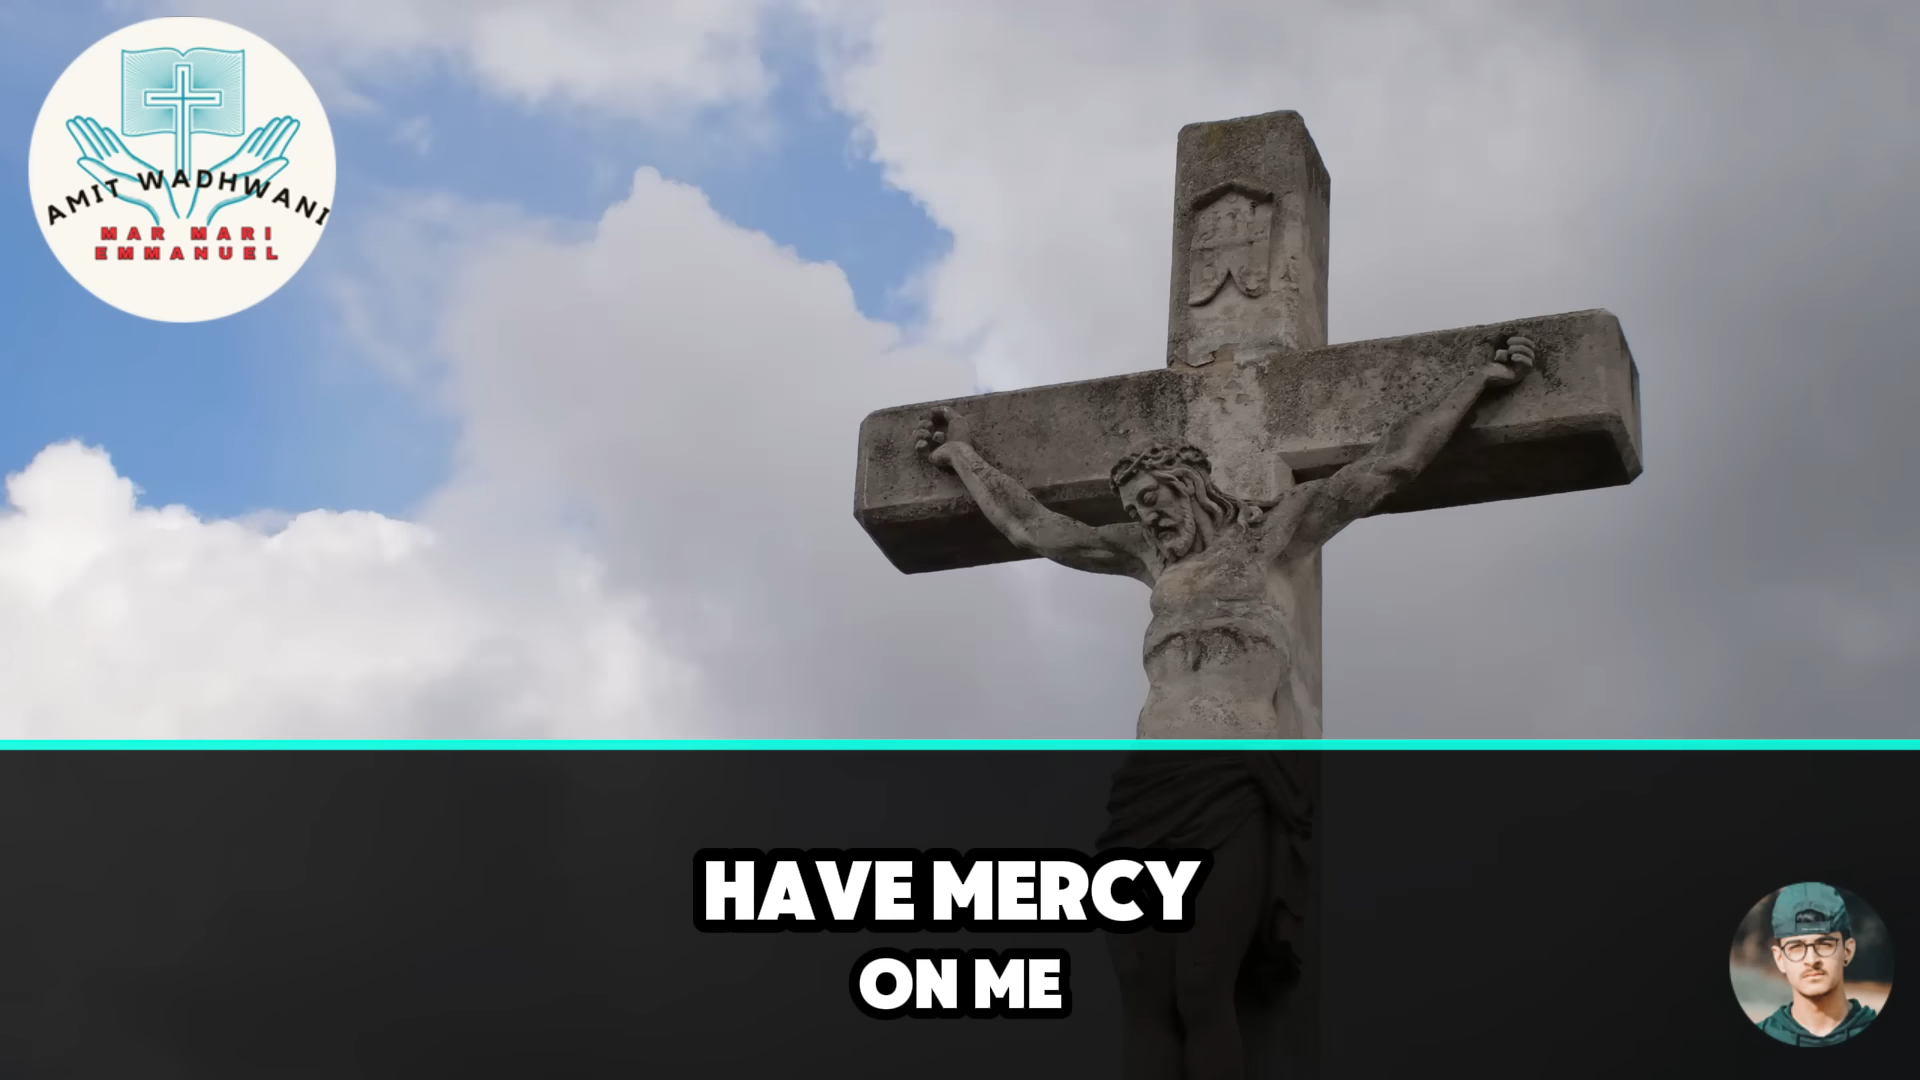 AMIT WADHWANI
MAR MARI
EMMANUEL
HAVE MERCY
ON ME